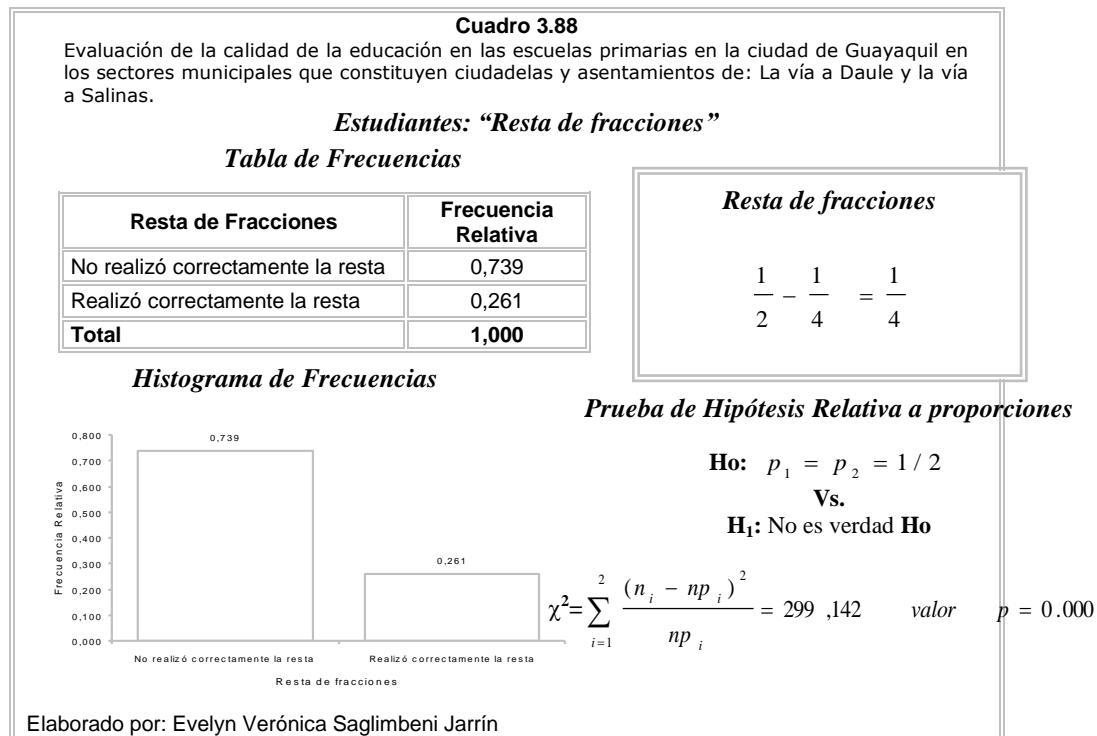 Cuadro 3.88
Evaluación de la calidad de la educación en las escuelas primarias en la ciudad de Guayaquil en
los sectores municipales que constituyen ciudadelas y asentamientos de: La vía a Daule y la vía
a Salinas.
Estudiantes: “Resta de fracciones”
Tabla de Frecuencias
Resta de Fracciones Frecuencia Relativa
No realizó correctamente la resta 0,739
Realizó correctamente la resta 0,261
Total 1,000
Resta de fracciones
1/2 − 1/4 = 1/4
Histograma de Frecuencias
0,800
0,700
0,600
0,500
0,400
0,300
0,200
0,100
0,000
Frecuencia Relativa
0,739
0,261
No realizó correctamente la resta Realizó correctamente la resta
Resta de fracciones
Prueba de Hipótesis Relativa a proporciones
Ho: p₁ = p₂ = 1 / 2
Vs.
H₁: No es verdad Ho
χ²= ∑ i=1 2 (n i − np i)² / np i = 299 ,142 valor p = 0.000
Elaborado por: Evelyn Verónica Saglimbeni Jarrín